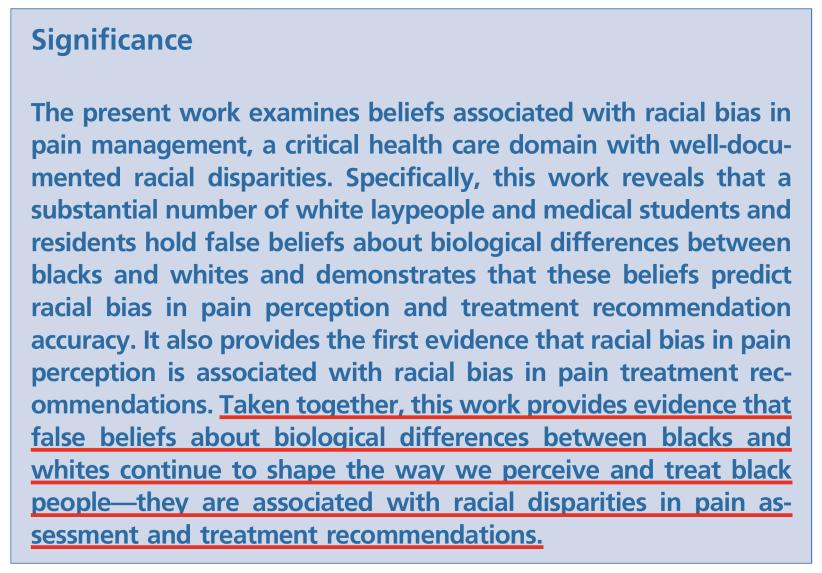 Significance
The present work examines beliefs associated with racial bias in
pain management, a critical health care domain with well-docu-
mented racial disparities. Specifically, this work reveals that a
substantial number of white laypeople and medical students and
residents hold false beliefs about biological differences between
blacks and whites and demonstrates that these beliefs predict
racial bias in pain perception and treatment recommendation
accuracy. It also provides the first evidence that racial bias in pain
perception is associated with racial bias in pain treatment rec-
ommendations. Taken together, this work provides evidence that
false beliefs about biological differences between blacks and
whites continue to shape the way we perceive and treat black
people—they are associated with racial disparities in pain as-
sessment and treatment recommendations.